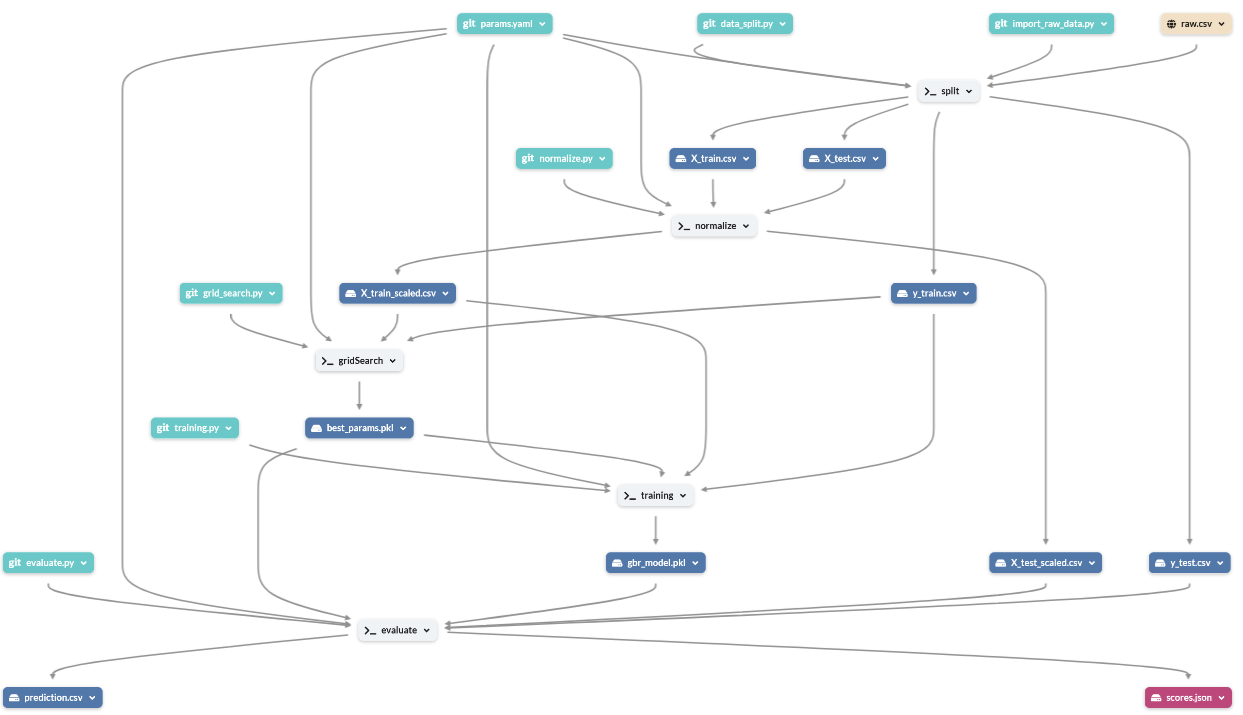 git params.yaml
git data_split.py
git import_raw_data.py
raw.csv
>_ split
git normalize.py
X_train.csv
X_test.csv
>_ normalize
git grid_search.py
X_train_scaled.csv
y_train.csv
>_ gridSearch
git training.py
best_params.pkl
>_ training
git evaluate.py
gbr_model.pkl
X_test_scaled.csv
y_test.csv
>_ evaluate
prediction.csv
scores.json